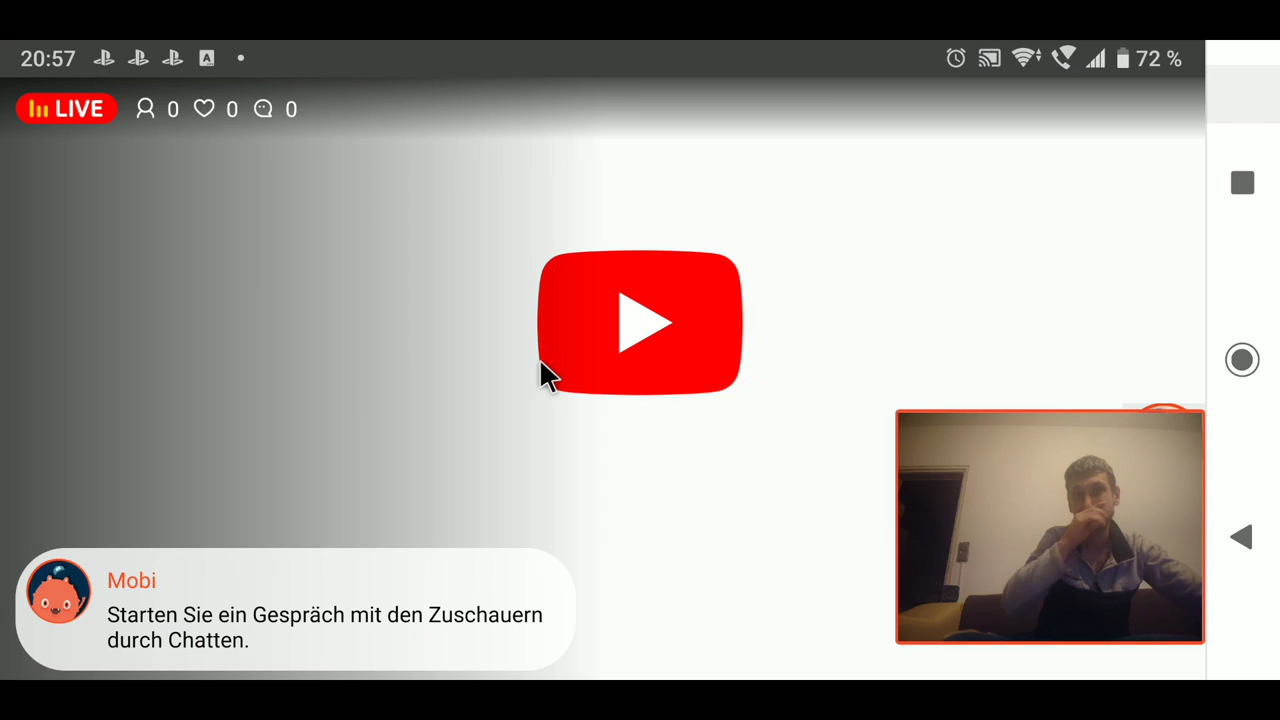 20:57
A
72 %
LIVE 0 0 0
Mobi
Starten Sie ein Gespräch mit den Zuschauern
durch Chatten.